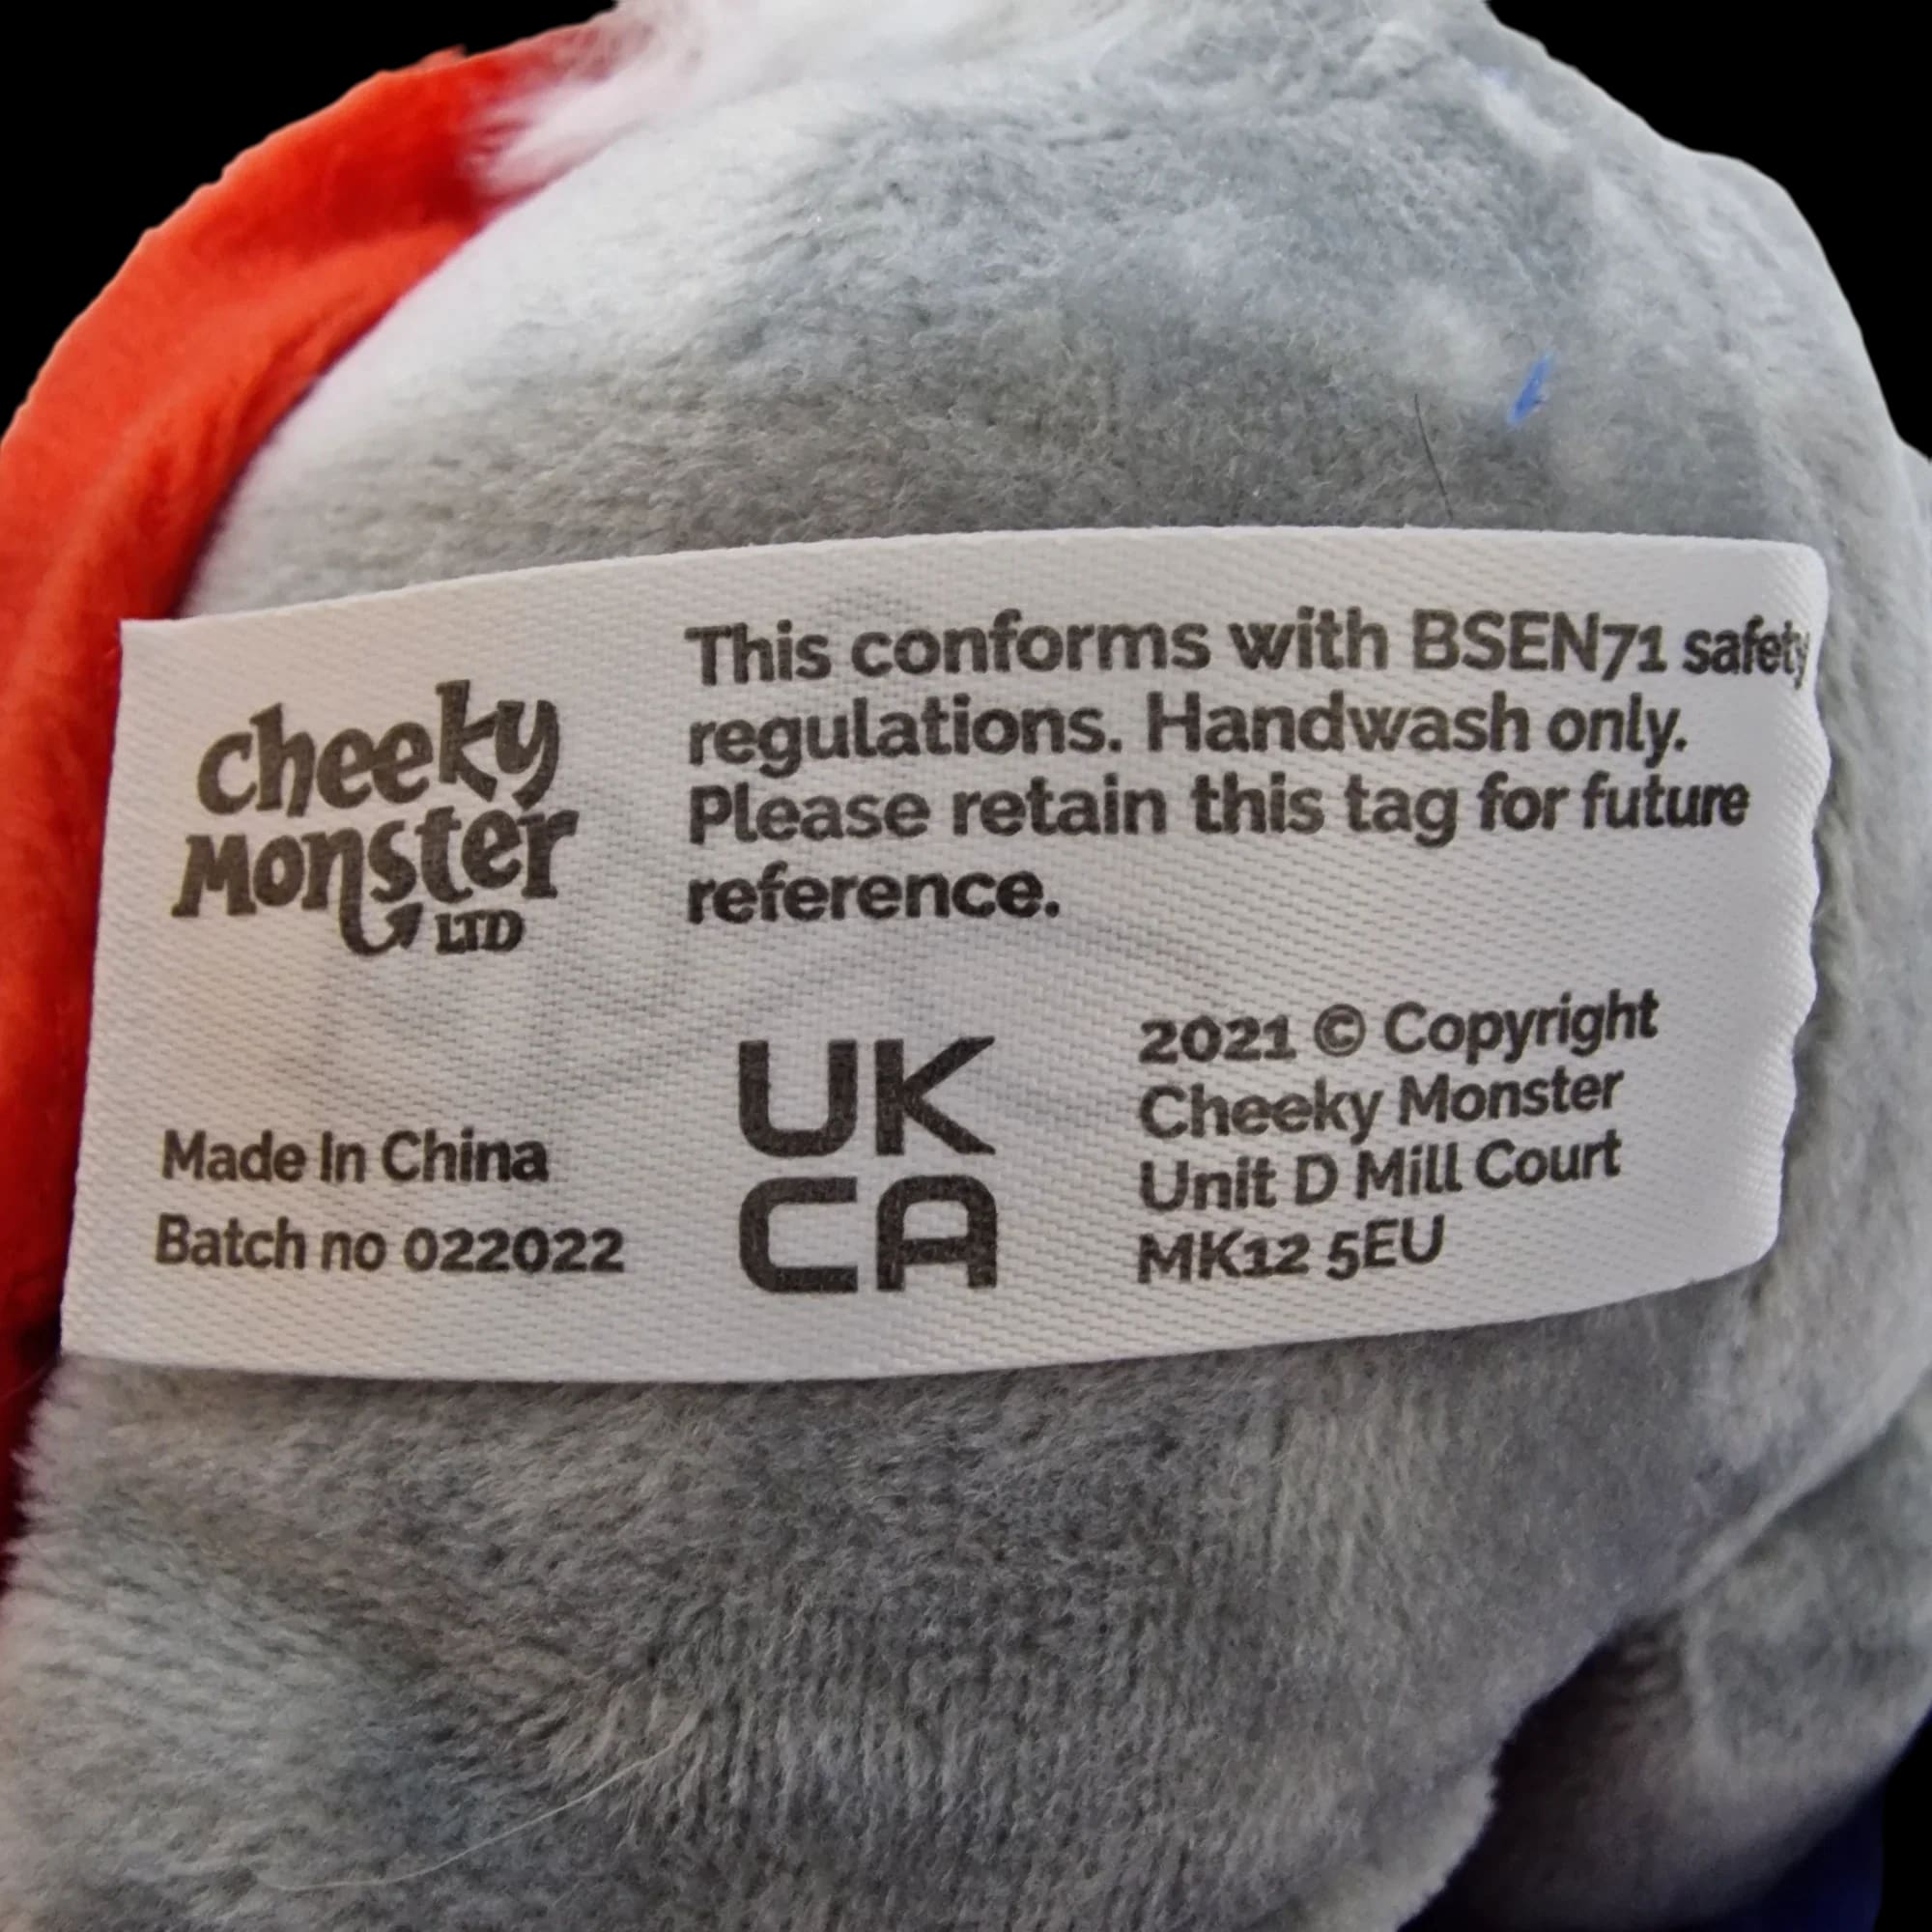 cheeky
Monster
LTD
This conforms with BSEN71 safety
regulations. Handwash only.
Please retain this tag for future
reference.
Made In China
Batch no 022022
UK
CA
2021 © Copyright
Cheeky Monster
Unit D Mill Court
MK12 5EU